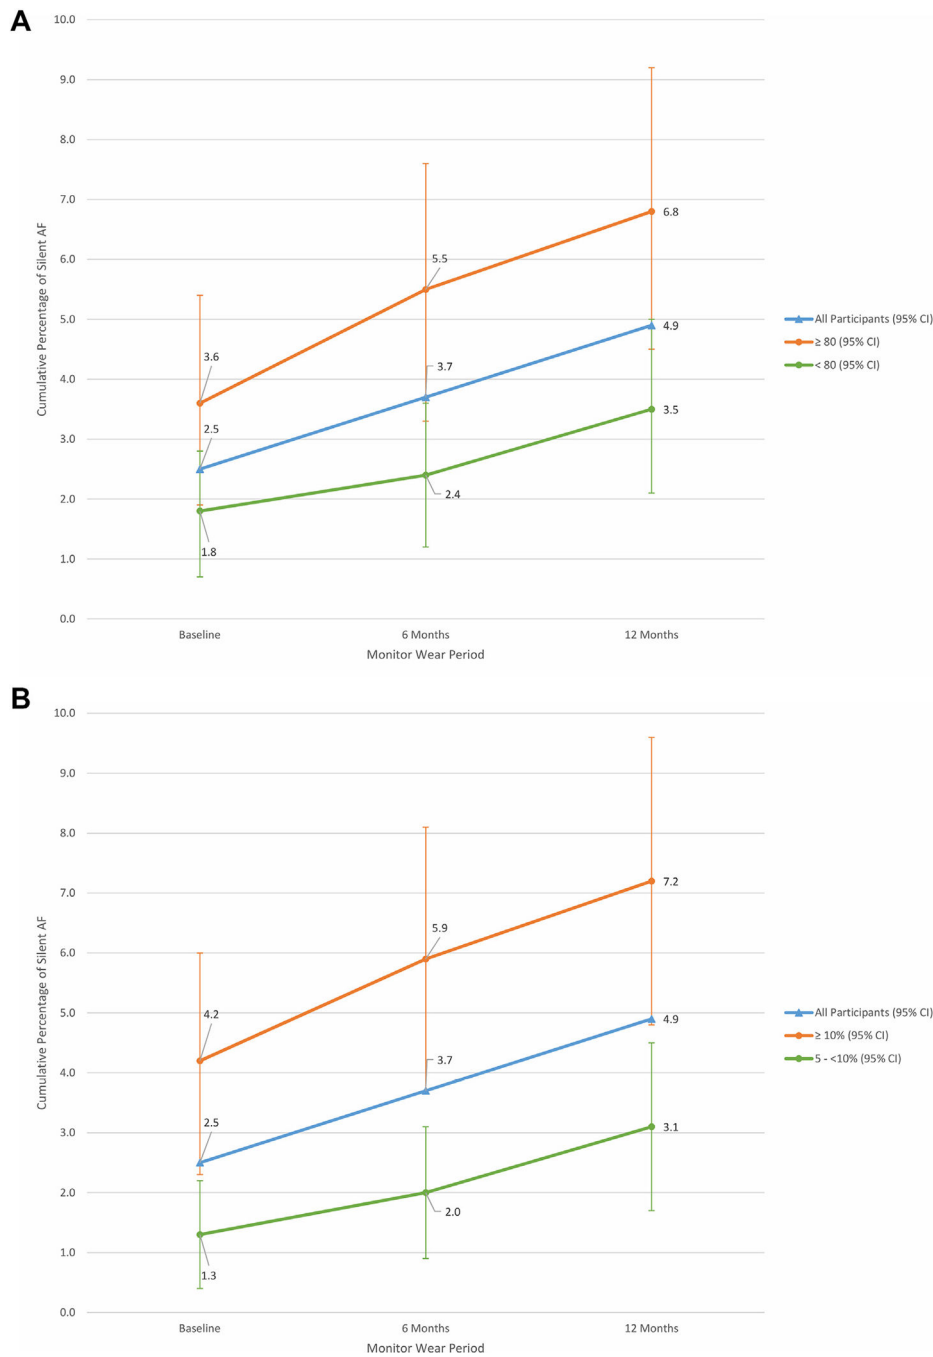 A
10.0
9.0
8.0
7.0
6.0
5.0
4.0
3.0
2.0
1.0
0.0
Cumulative Percentage of Silent AF
3.6
2.5
1.8
5.5
3.7
2.4
6.8
4.9
3.5
Baseline
6 Months
12 Months
Monitor Wear Period
All Participants (95% CI)
≥ 80 (95% CI)
< 80 (95% CI)
B
10.0
9.0
8.0
7.0
6.0
5.0
4.0
3.0
2.0
1.0
0.0
Cumulative Percentage of Silent AF
4.2
2.5
1.3
5.9
3.7
2.0
7.2
4.9
3.1
Baseline
6 Months
12 Months
Monitor Wear Period
All Participants (95% CI)
≥ 10% (95% CI)
5 - <10% (95% CI)